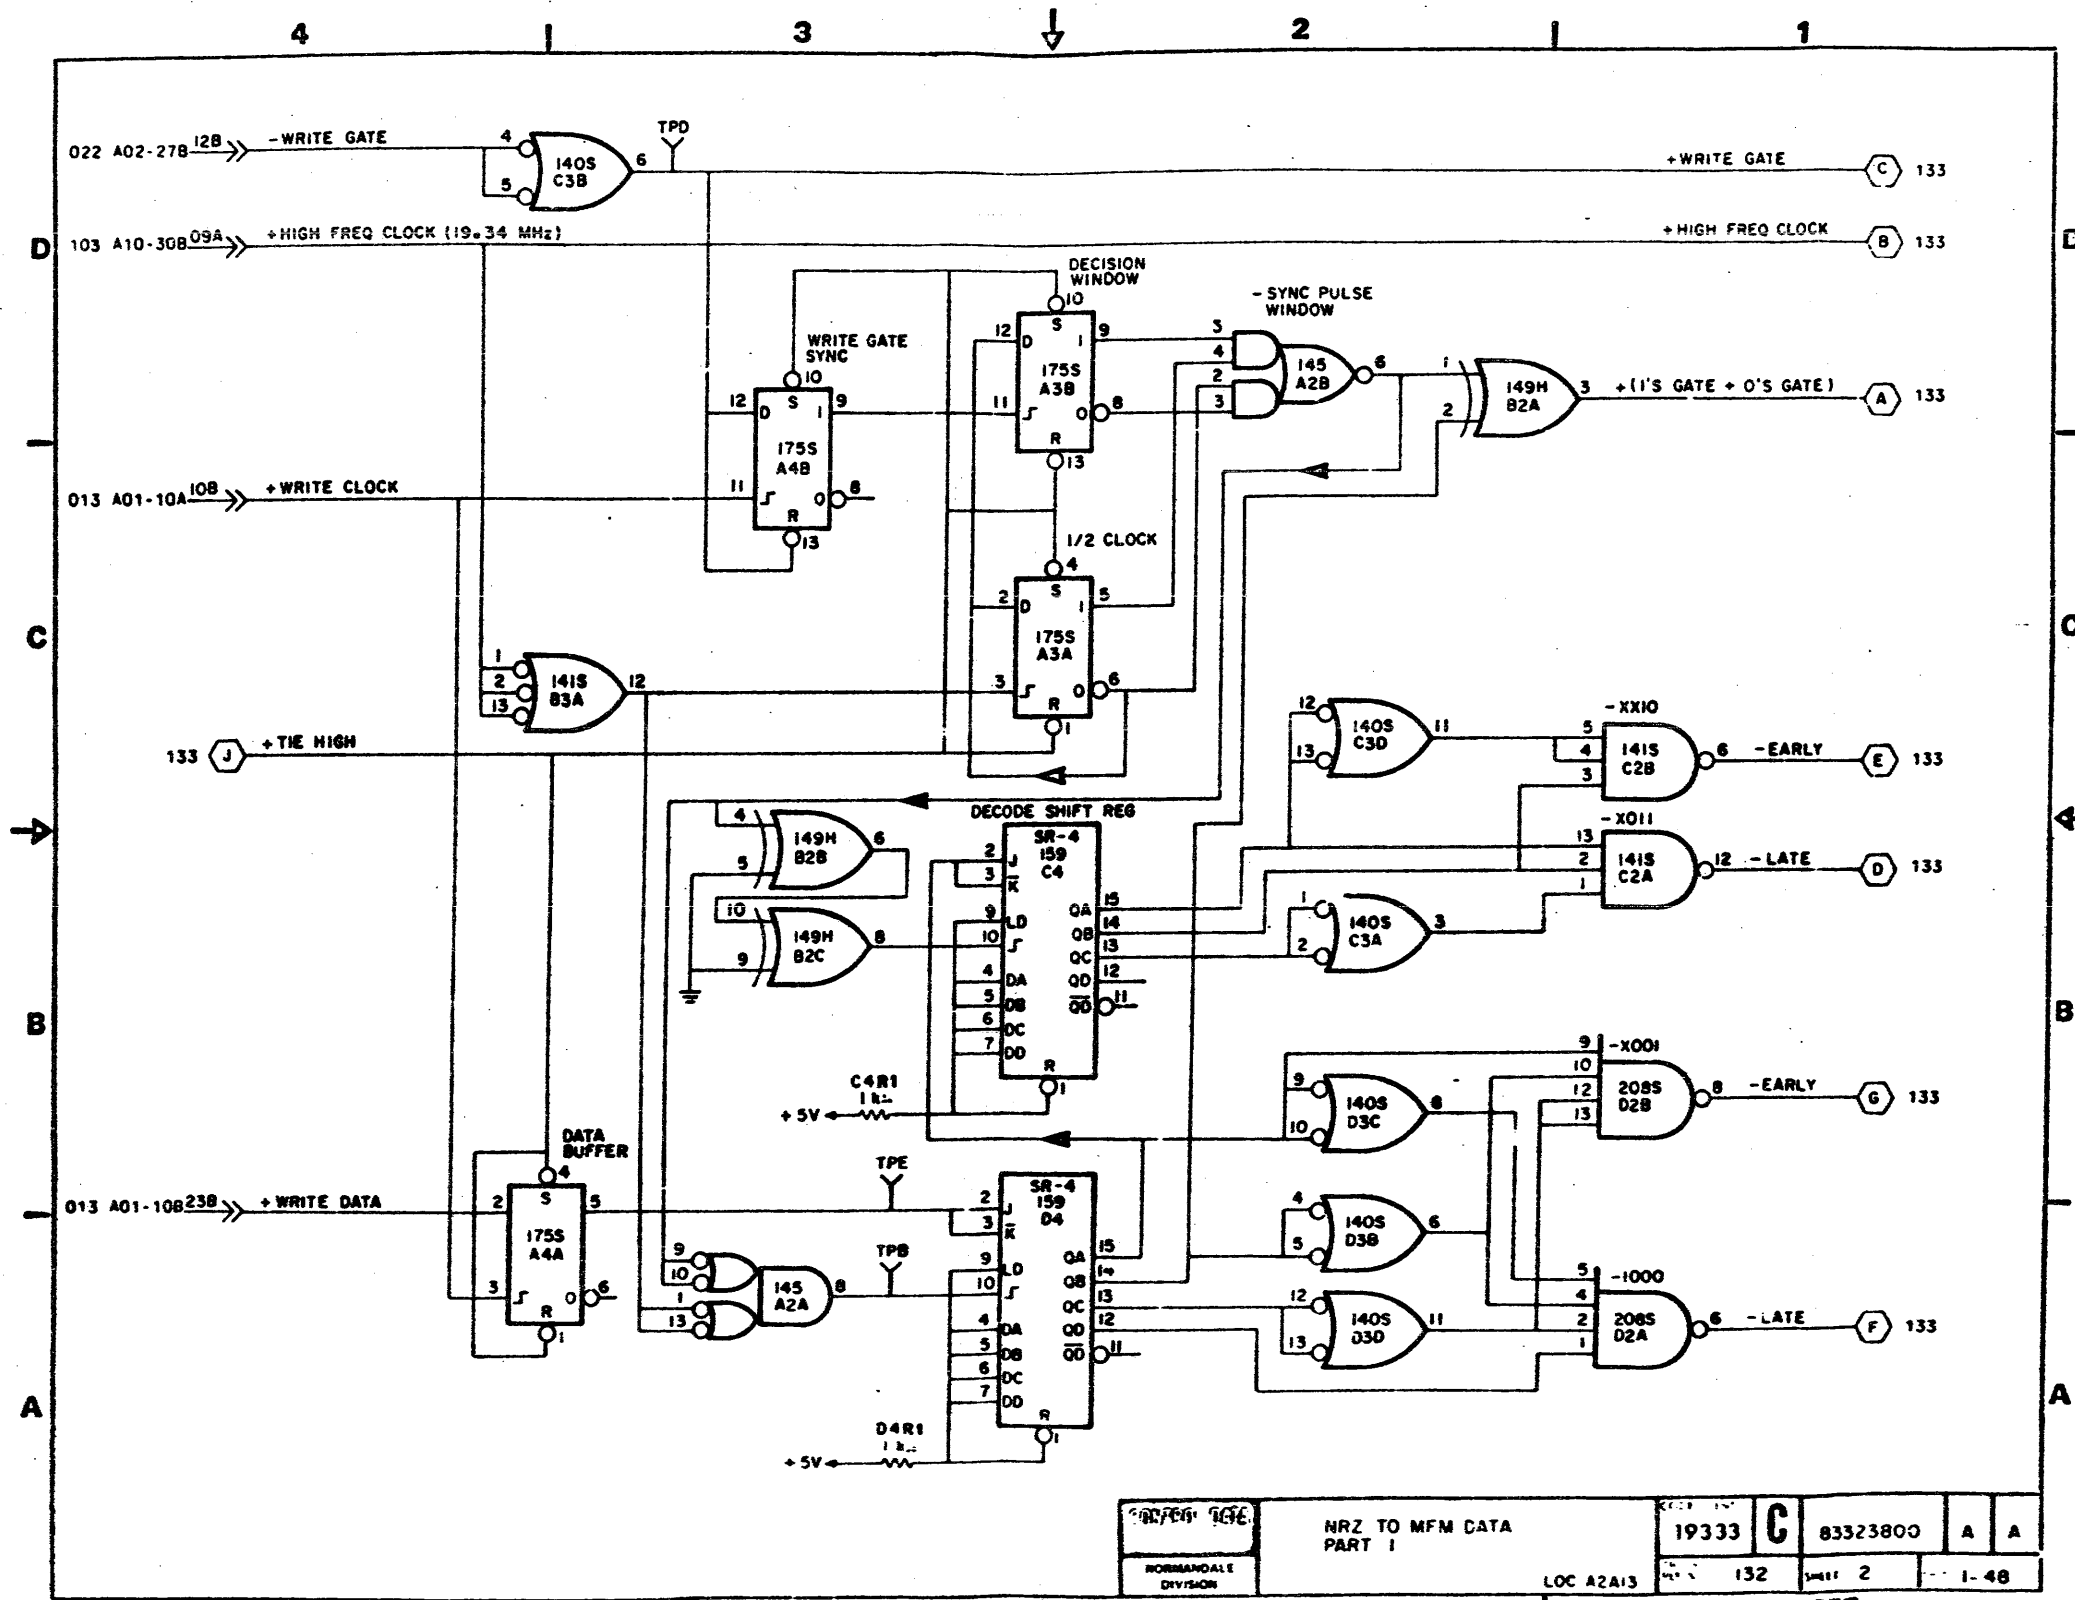 4 3 2 1
022 A02-27B 12B -WRITE GATE
4
5
140S
C3B
6
TPD
+WRITE GATE
C 133
D 103 A10-30B 09A +HIGH FREQ CLOCK (19.34 MHz)
+HIGH FREQ CLOCK
B 133
D
DECISION
WINDOW
10
12 D S 1 9
175S
A3B
11 0 8
R
13
-SYNC PULSE
WINDOW
3
4
2
3
145
A2B
6
1
2
149H
B2A
3
+(1'S GATE + 0'S GATE)
A 133
WRITE GATE
SYNC
10
12 D S 1 9
175S
A4B
11 0 8
R
13
013 A01-10A 10B +WRITE CLOCK
1/2 CLOCK
4
2 D S 1 5
175S
A3A
3 0 6
R
1
C C
1
2
13
141S
B3A
12
133 J +TIE HIGH
12
13
140S
C3D
11
-XX10
5
4
3
141S
C2B
6 -EARLY
E 133
-X011
13
2
1
141S
C2A
12 -LATE
D 133
4
5
149H
B2B
6
10
9
149H
B2C
8
DECODE SHIFT REG
SR-4
159
C4
2 J
3 K
9 LD
10
4 DA
5 DB
6 DC
7 DD
QA 15
QB 14
QC 13
QD 12
QD 11
R
1
1
2
140S
C3A
3
B B
C4R1
+5V
9
10
140S
D3C
8
-X001
9
10
12
13
208S
D2B
8 -EARLY
G 133
DATA
BUFFER
4
013 A01-10B 23B +WRITE DATA
2 S 5
175S
A4A
3 0 6
R
1
TPE
TPB
9
10
1
13
145
A2A
8
SR-4
159
D4
2 J
3 K
9 LD
10
4 DA
5 DB
6 DC
7 DD
QA 15
QB 14
QC 13
QD 12
QD 11
R
1
4
5
140S
D3B
6
12
13
140S
D3D
11
-1000
5
4
2
1
208S
D2A
6 -LATE
F 133
A A
D4R1
+5V
NORMANDALE
DIVISION
NRZ TO MFM DATA
PART 1
LOC A2A13
19333 C 83323800 A A
132 SHEET 2 1-48